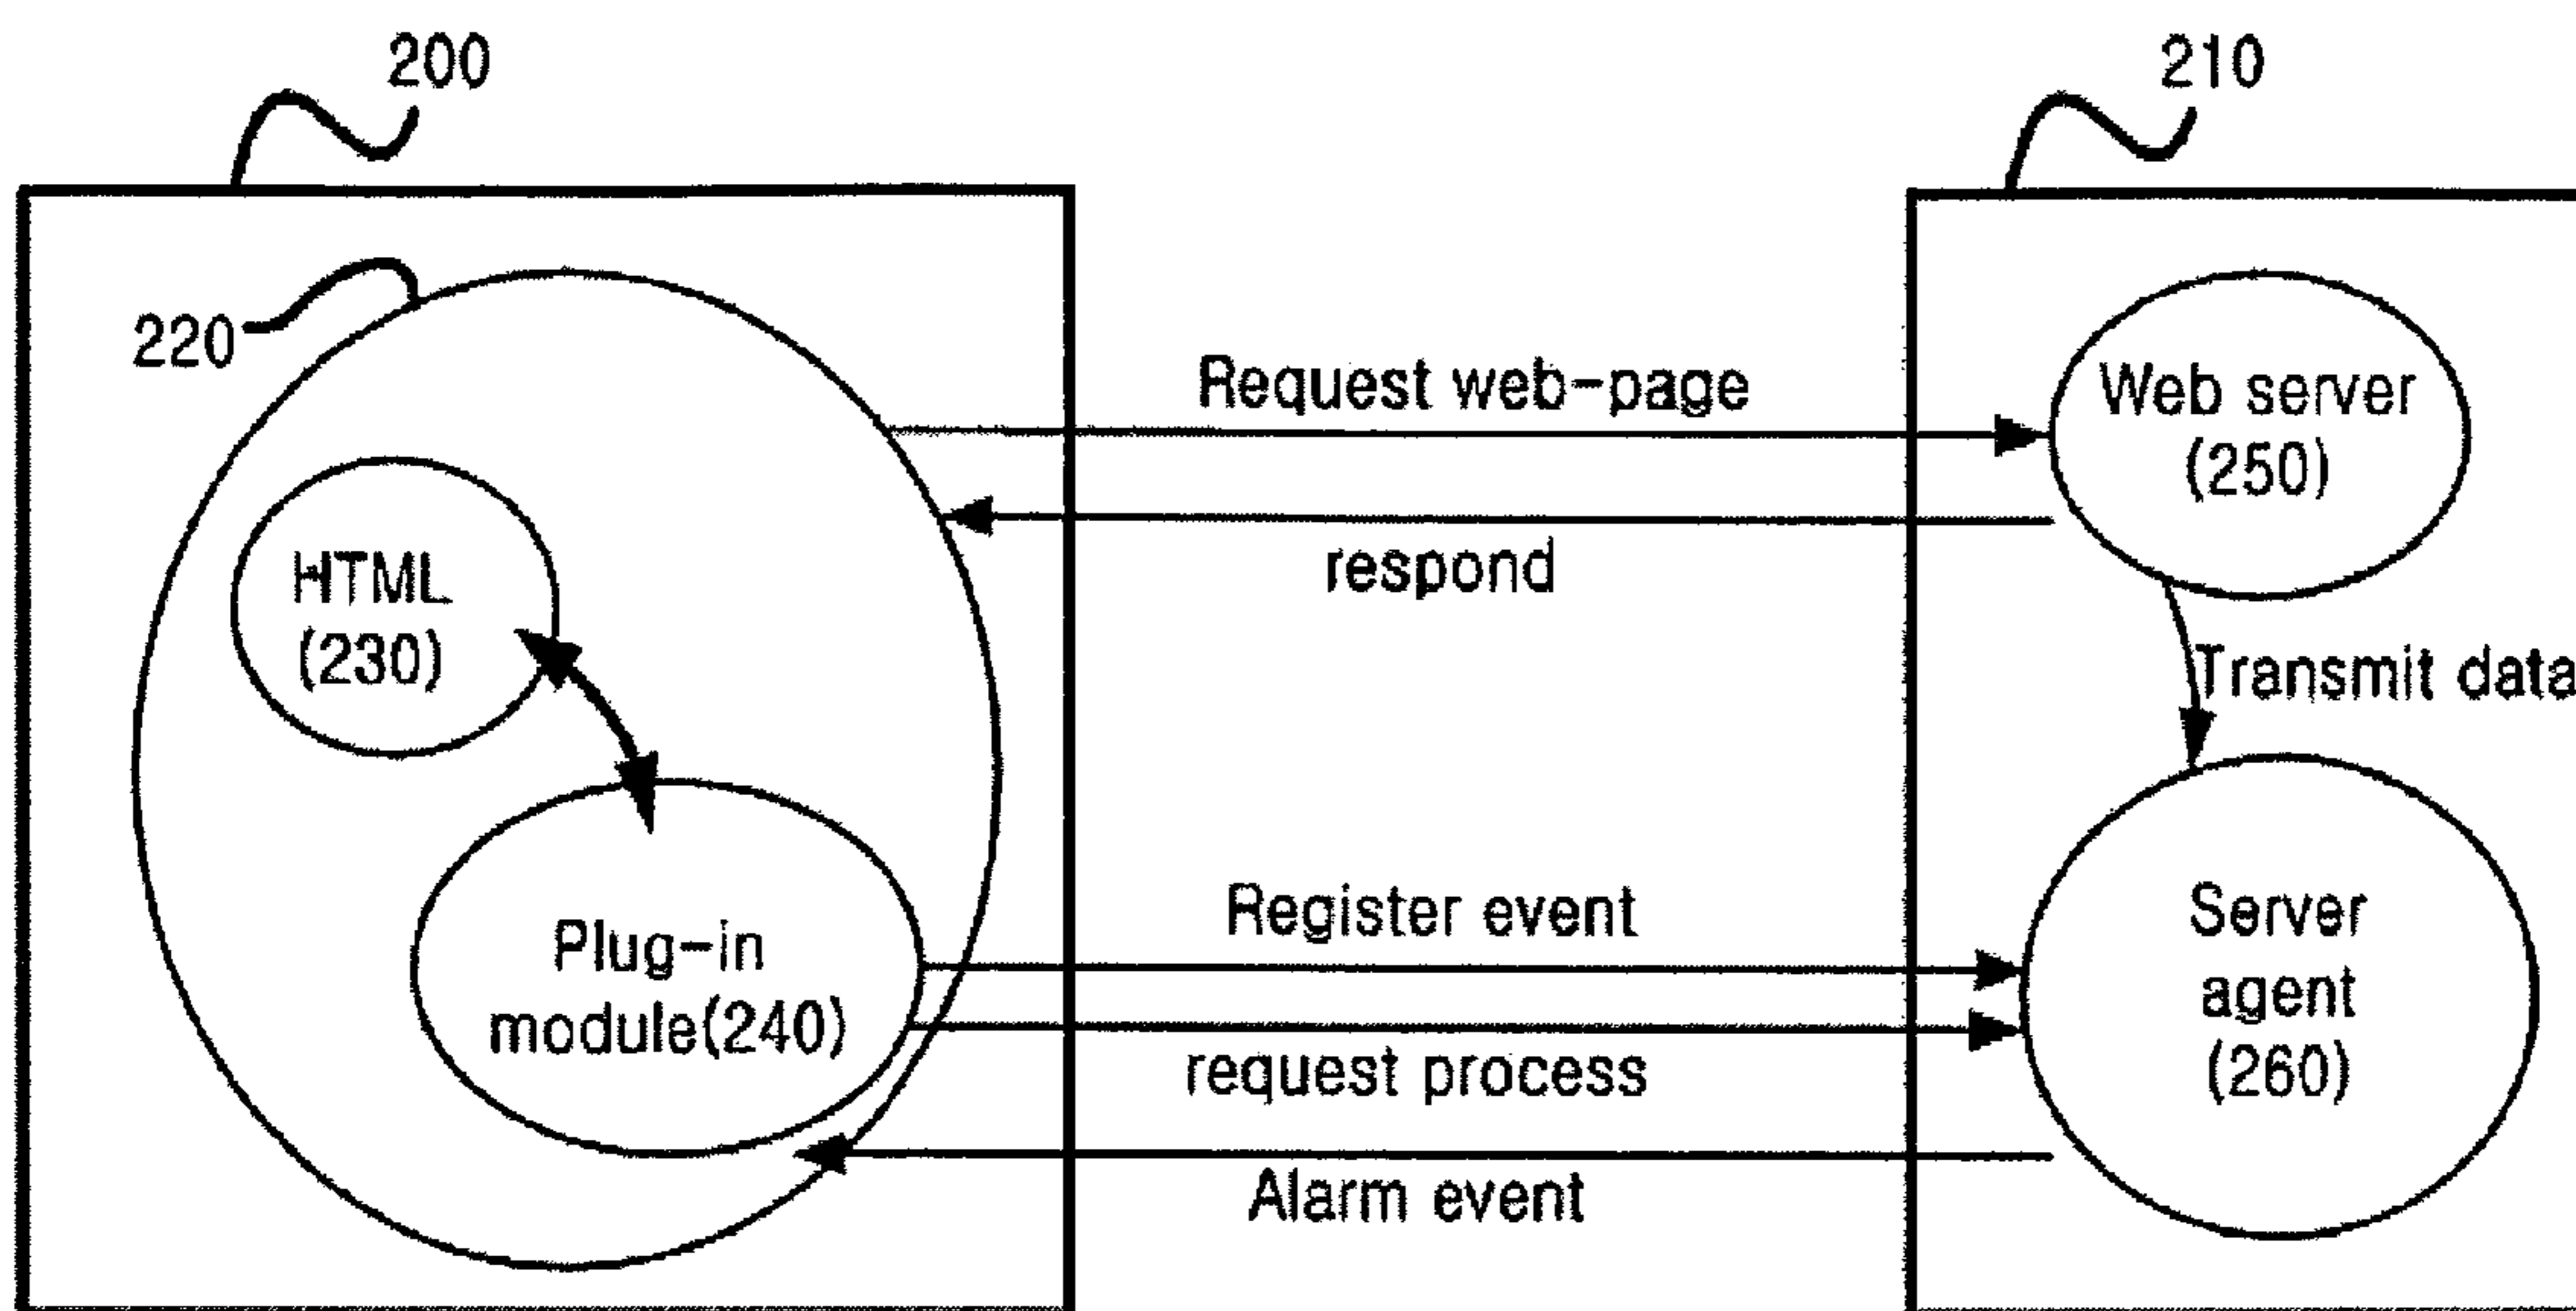 200
210
220
Request web-page
Web server
(250)
respond
HTML
(230)
Transmit data
Register event
Plug-in
module(240)
Server
agent
(260)
request process
Alarm event